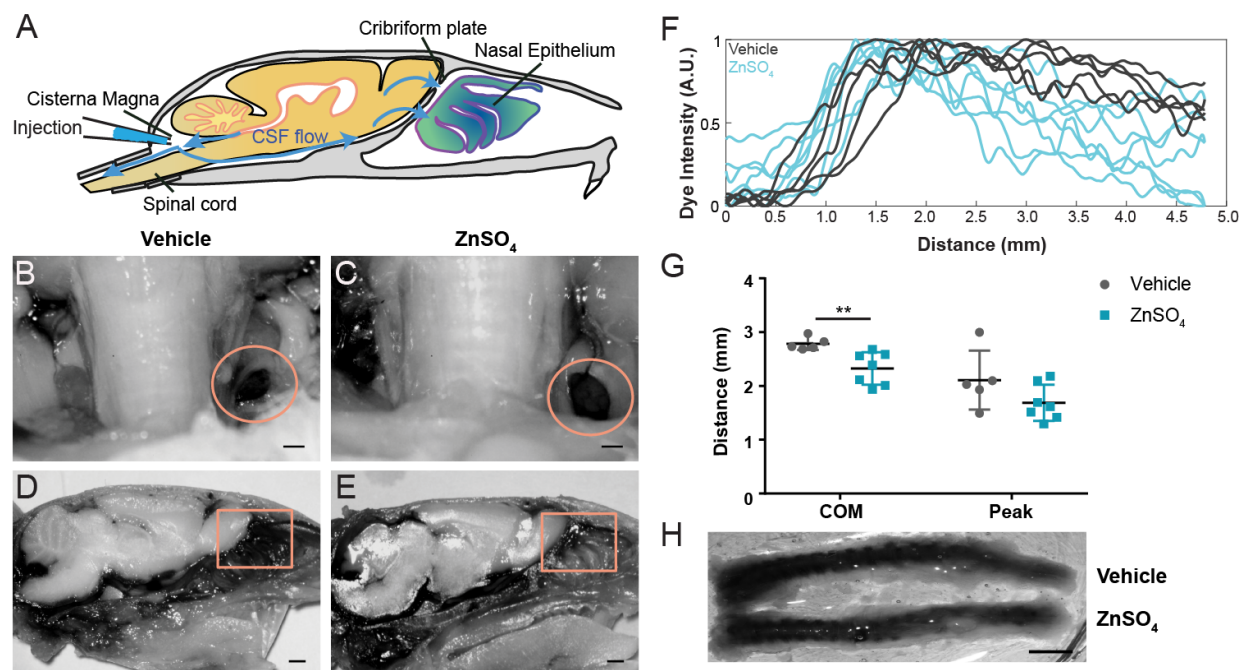 A
Cribriform plate
Nasal Epithelium
Cisterna Magna
Injection
CSF flow
Spinal cord
Vehicle
ZnSO4
B
C
D
E
F
Vehicle
ZnSO4
1
0.5
0
Dye Intensity (A.U.)
0 0.5 1.0 1.5 2.0 2.5 3.0 3.5 4.0 4.5 5.0
Distance (mm)
G
Vehicle
ZnSO4
4
3
2
1
0
Distance (mm)
**
COM Peak
H
Vehicle
ZnSO4